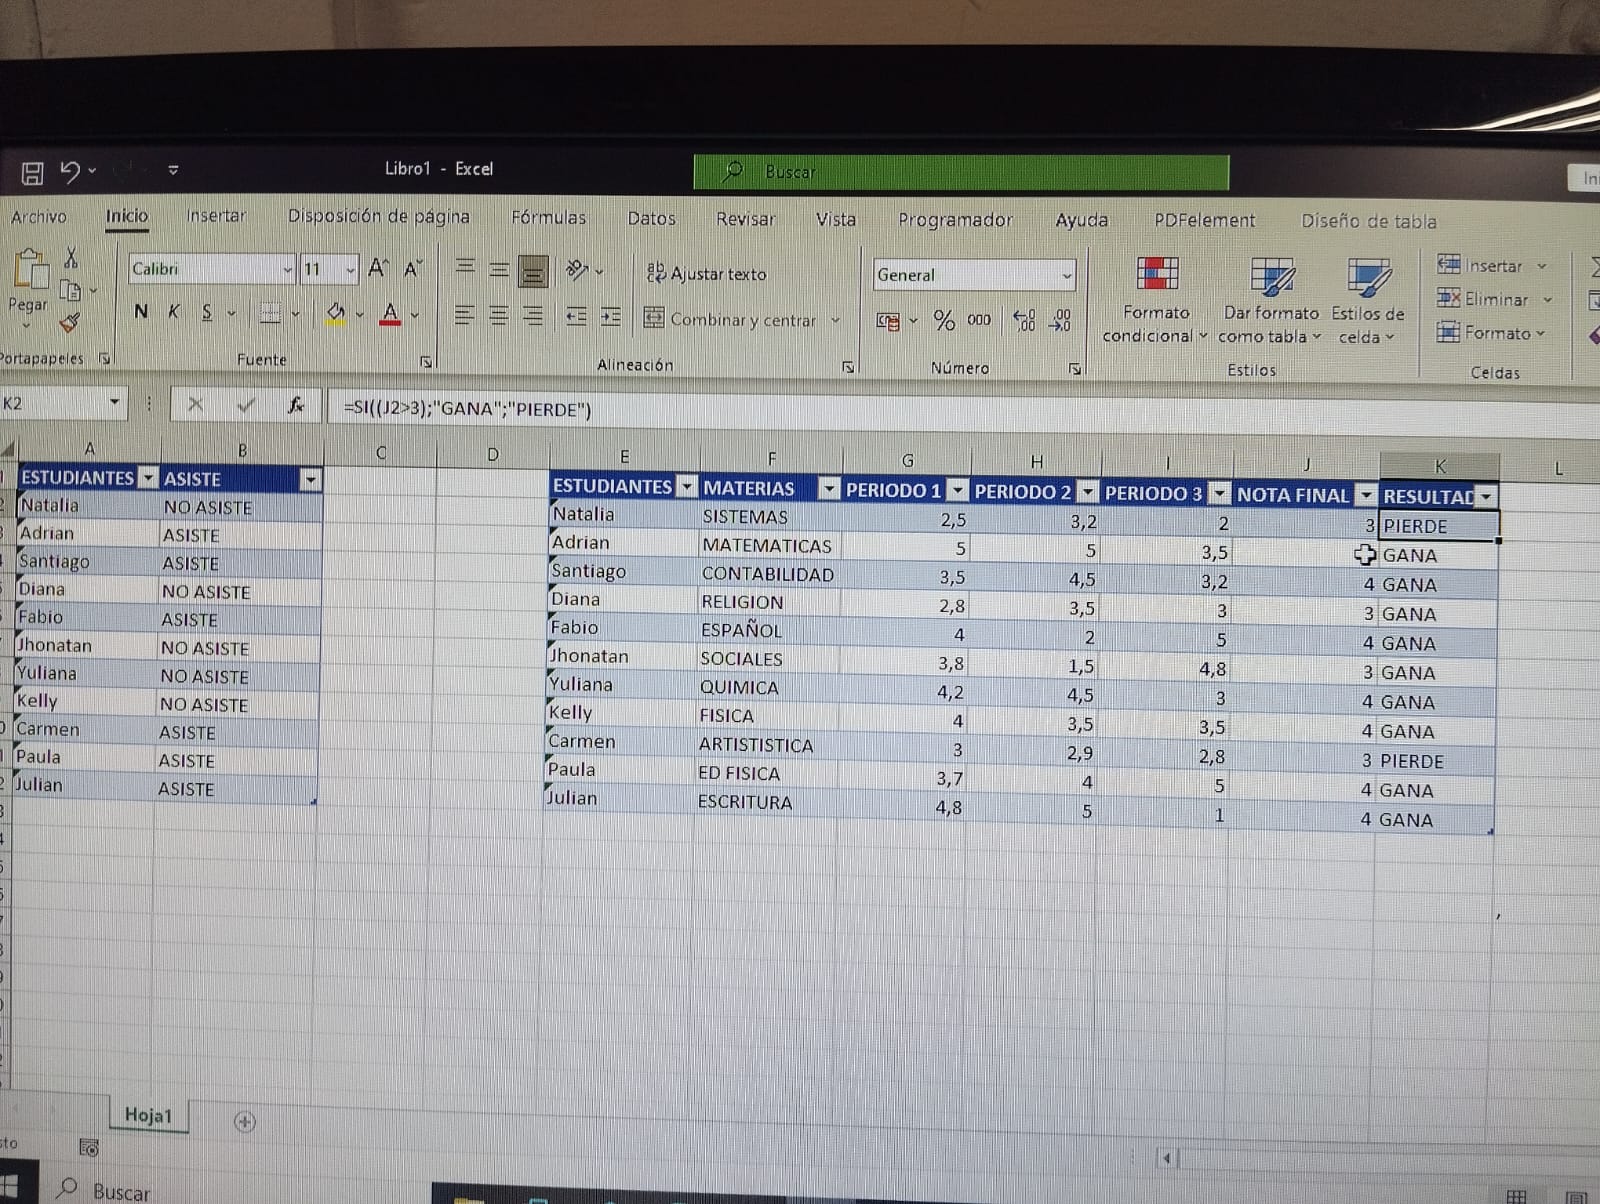 Libro1 - Excel
Buscar
Archivo Inicio Insertar Disposición de página Fórmulas Datos Revisar Vista Programador Ayuda PDFelement Diseño de tabla
Pegar
Calibri 11
N K S
Ajustar texto
Combinar y centrar
General
% 000
Formato condicional
Dar formato como tabla
Estilos de celda
Insertar
Eliminar
Formato
Portapapeles Fuente Alineación Número Estilos Celdas
K2 fx =SI((J2>3);"GANA";"PIERDE")
A B C D E F G H I J K L
ESTUDIANTES ASISTE ESTUDIANTES MATERIAS PERIODO 1 PERIODO 2 PERIODO 3 NOTA FINAL RESULTAD
Natalia NO ASISTE Natalia SISTEMAS 2,5 3,2 2 3 PIERDE
Adrian ASISTE Adrian MATEMATICAS 5 5 3,5 GANA
Santiago ASISTE Santiago CONTABILIDAD 3,5 4,5 3,2 4 GANA
Diana NO ASISTE Diana RELIGION 2,8 3,5 3 3 GANA
Fabio ASISTE Fabio ESPAÑOL 4 2 5 4 GANA
Jhonatan NO ASISTE Jhonatan SOCIALES 3,8 1,5 4,8 3 GANA
Yuliana NO ASISTE Yuliana QUIMICA 4,2 4,5 3 4 GANA
Kelly NO ASISTE Kelly FISICA 4 3,5 3,5 4 GANA
Carmen ASISTE Carmen ARTISTISTICA 3 2,9 2,8 3 PIERDE
Paula ASISTE Paula ED FISICA 3,7 4 5 4 GANA
Julian ASISTE Julian ESCRITURA 4,8 5 1 4 GANA
Hoja1
Buscar